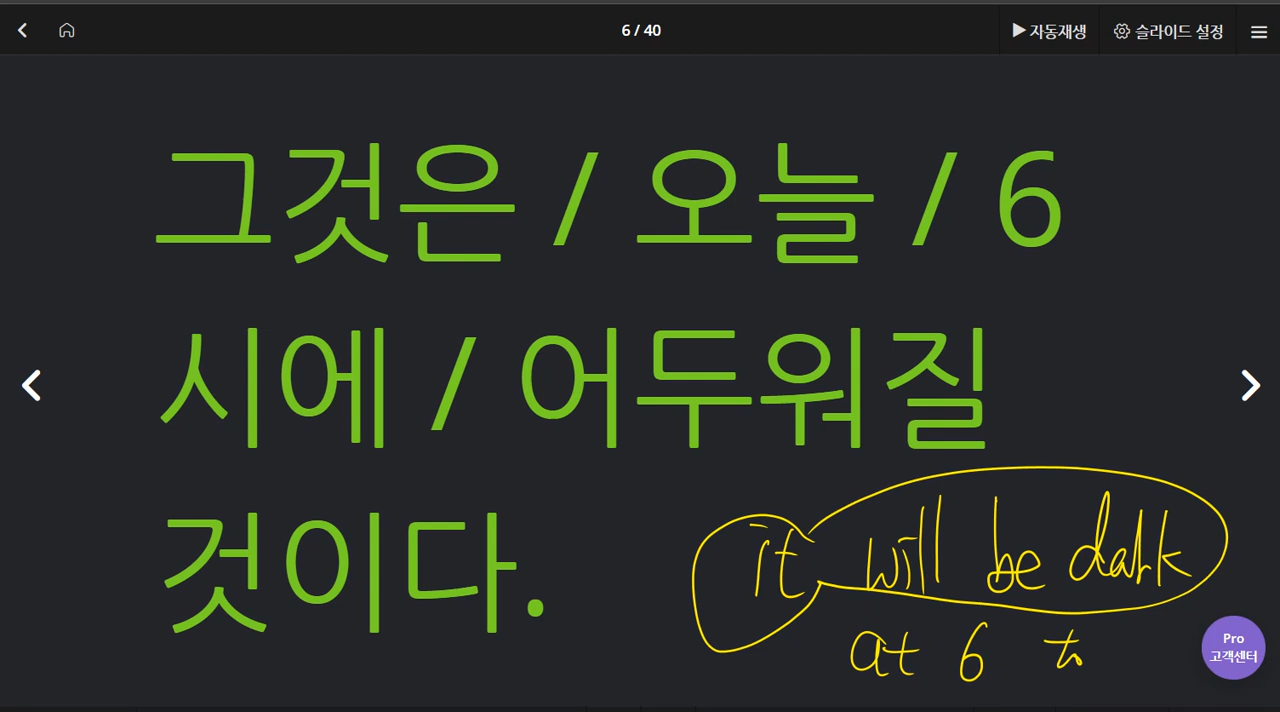 6 / 40
▶ 자동재생
슬라이드 설정
그것은 / 오늘 / 6
시에 / 어두워질
것이다.
it will be dark
at 6 to
Pro
고객센터